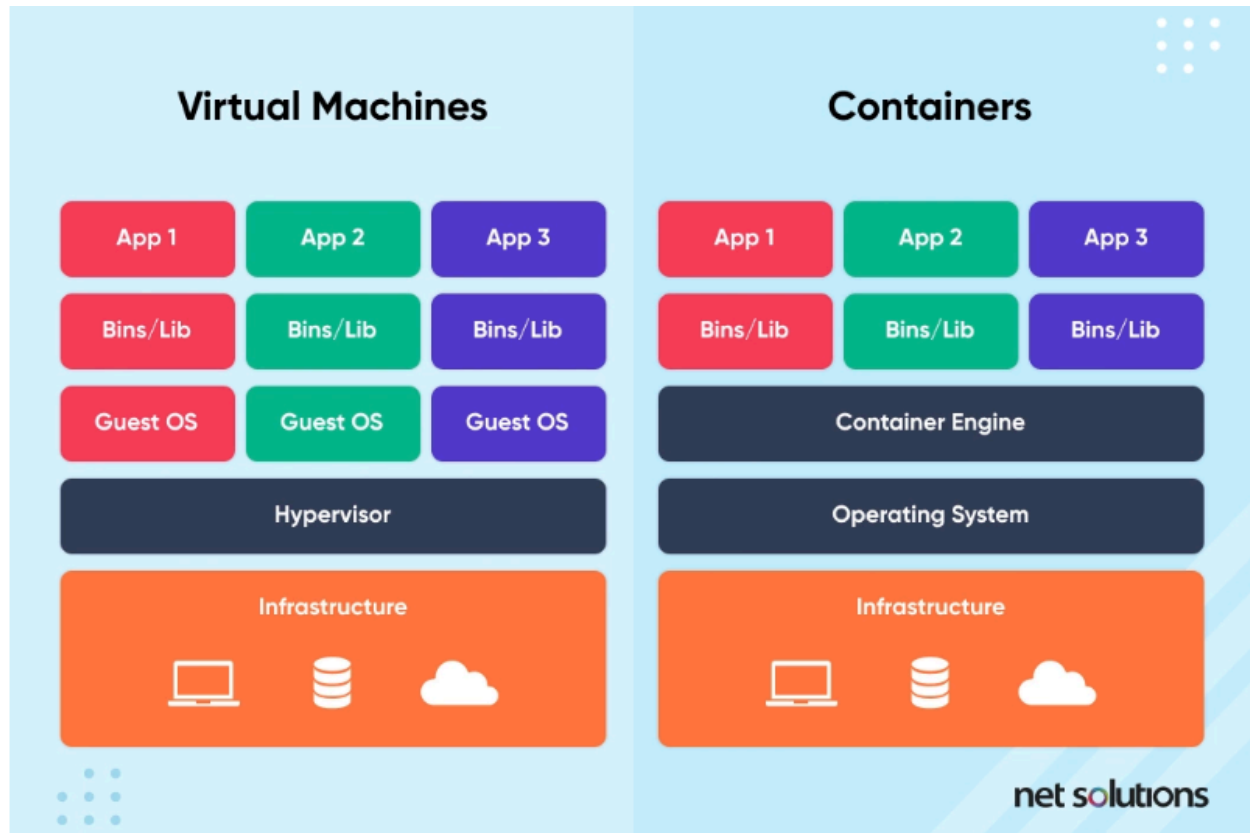 Virtual Machines
App 1
App 2
App 3
Bins/Lib
Bins/Lib
Bins/Lib
Guest OS
Guest OS
Guest OS
Hypervisor
Infrastructure
Containers
App 1
App 2
App 3
Bins/Lib
Bins/Lib
Bins/Lib
Container Engine
Operating System
Infrastructure
net solutions